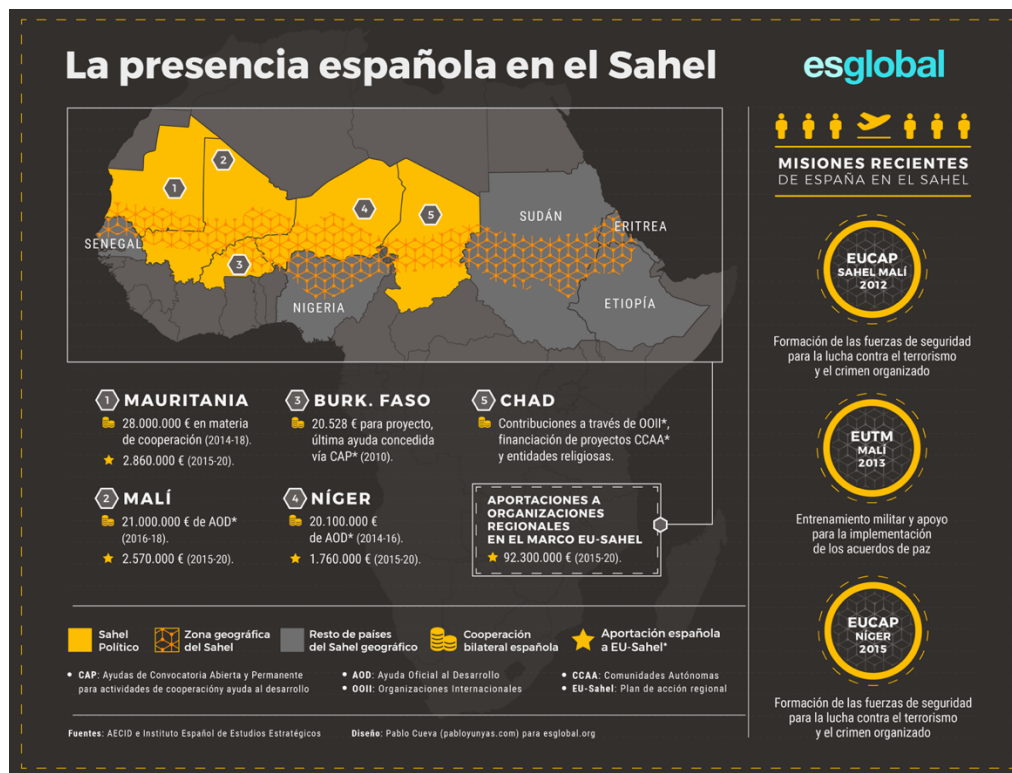 La presencia española en el Sahel
esglobal
2
1
4
5
3
SENEGAL
NIGERIA
SUDÁN
ERITREA
ETIOPÍA
1 MAURITANIA
28.000.000 € en materia
de cooperación (2014-18).
2.860.000 € (2015-20).
2 MALÍ
21.000.000 € de AOD*
(2016-18).
2.570.000 € (2015-20).
3 BURK. FASO
20.528 € para proyecto,
última ayuda concedida
vía CAP* (2010).
4 NÍGER
20.100.000 €
de AOD* (2014-16).
1.760.000 € (2015-20).
5 CHAD
Contribuciones a través de OOII*,
financiación de proyectos CCAA*
y entidades religiosas.
APORTACIONES A
ORGANIZACIONES
REGIONALES
EN EL MARCO EU-SAHEL
92.300.000 € (2015-20).
Sahel
Político
Zona geográfica
del Sahel
Resto de países
del Sahel geográfico
Cooperación
bilateral española
Aportación española
a EU-Sahel*
• CAP: Ayudas de Convocatoria Abierta y Permanente
para actividades de cooperacióny ayuda al desarrollo
• AOD: Ayuda Oficial al Desarrollo
• OOII: Organizaciones Internacionales
• CCAA: Comunidades Autónomas
• EU-Sahel: Plan de acción regional
Fuentes: AECID e Instituto Español de Estudios Estratégicos
Diseño: Pablo Cueva (pabloyunyas.com) para esglobal.org
MISIONES RECIENTES
DE ESPAÑA EN EL SAHEL
EUCAP
SAHEL MALÍ
2012
Formación de las fuerzas de seguridad
para la lucha contra el terrorismo
y el crimen organizado
EUTM
MALÍ
2013
Entrenamiento militar y apoyo
para la implementación
de los acuerdos de paz
EUCAP
NÍGER
2015
Formación de las fuerzas de seguridad
para la lucha contra el terrorismo
y el crimen organizado